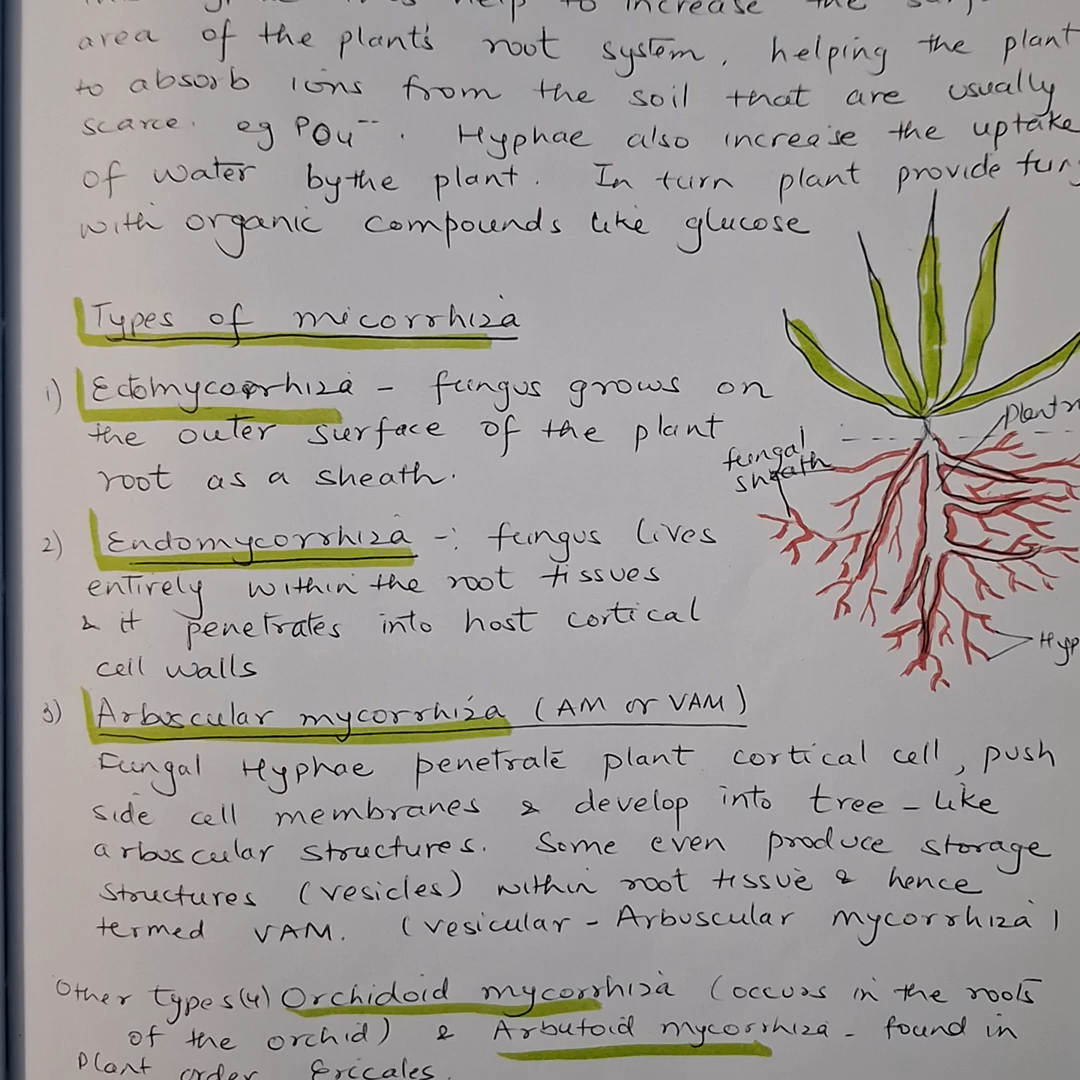 help to increase the
area of the plant's root system, helping the plant
to absorb ions from the soil that are usually
scarce. eg PO4--. Hyphae also increase the uptake
of water by the plant. In turn plant provide
with organic compounds like glucose
Types of micorrhiza
1) Ectomycorrhiza - fungus grows on
the outer surface of the plant
root as a sheath.
fungal sheath
Plant
2) Endomycorrhiza -: fungus lives
entirely within the root tissues
& it penetrates into host cortical
cell walls
Hyp
3) Arbuscular mycorrhiza (AM or VAM)
Fungal Hyphae penetrate plant cortical cell, push
side cell membranes & develop into tree-like
arbuscular structures. Some even produce storage
structures (vesicles) within root tissue & hence
termed VAM. (vesicular-Arbuscular mycorrhiza)
Other types(4) Orchidoid mycorrhiza (occurs in the roots
of the orchid) & Arbutoid mycorrhiza - found in
Plant order Ericales.